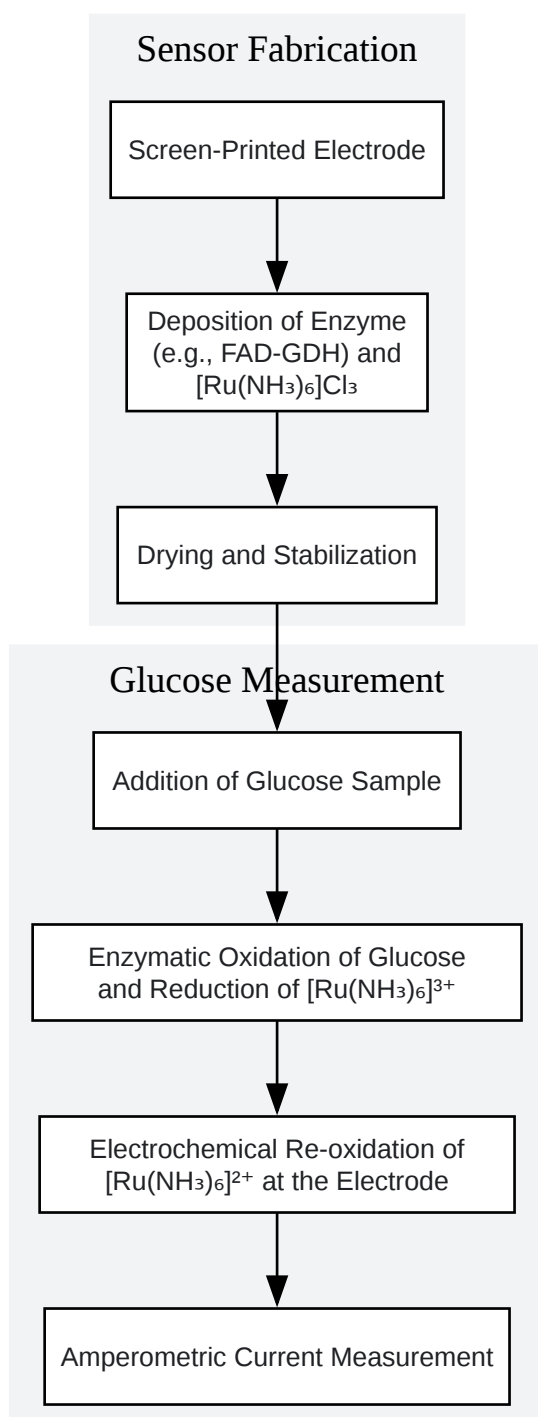 Sensor Fabrication
Screen-Printed Electrode
Deposition of Enzyme
(e.g., FAD-GDH) and
[Ru(NH₃)₆]Cl₃
Drying and Stabilization
Glucose Measurement
Addition of Glucose Sample
Enzymatic Oxidation of Glucose
and Reduction of [Ru(NH₃)₆]³⁺
Electrochemical Re-oxidation of
[Ru(NH₃)₆]²⁺ at the Electrode
Amperometric Current Measurement